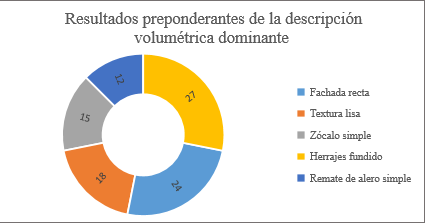 Resultados preponderantes de la descripción
volumétrica dominante
12
27
15
18
24
Fachada recta
Textura lisa
Zócalo simple
Herrajes fundido
Remate de alero simple